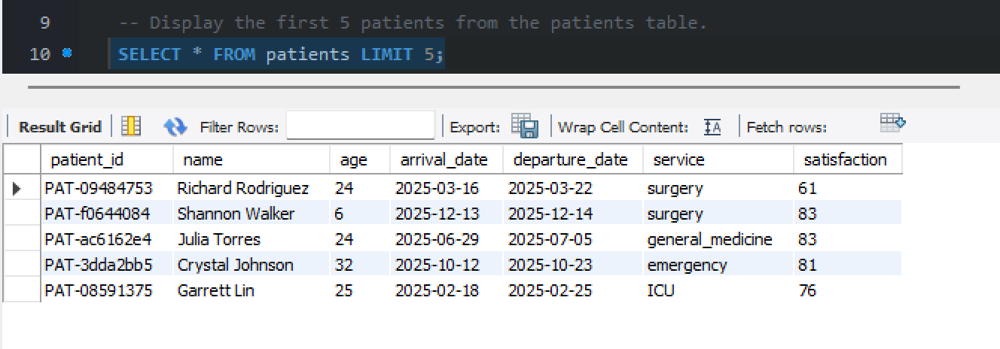 9 -- Display the first 5 patients from the patients table.
10 SELECT * FROM patients LIMIT 5;
Result Grid Filter Rows: Export: Wrap Cell Content: IA Fetch rows:
patient_id name age arrival_date departure_date service satisfaction
PAT-09484753 Richard Rodriguez 24 2025-03-16 2025-03-22 surgery 61
PAT-f0644084 Shannon Walker 6 2025-12-13 2025-12-14 surgery 83
PAT-ac6162e4 Julia Torres 24 2025-06-29 2025-07-05 general_medicine 83
PAT-3dda2bb5 Crystal Johnson 32 2025-10-12 2025-10-23 emergency 81
PAT-08591375 Garrett Lin 25 2025-02-18 2025-02-25 ICU 76